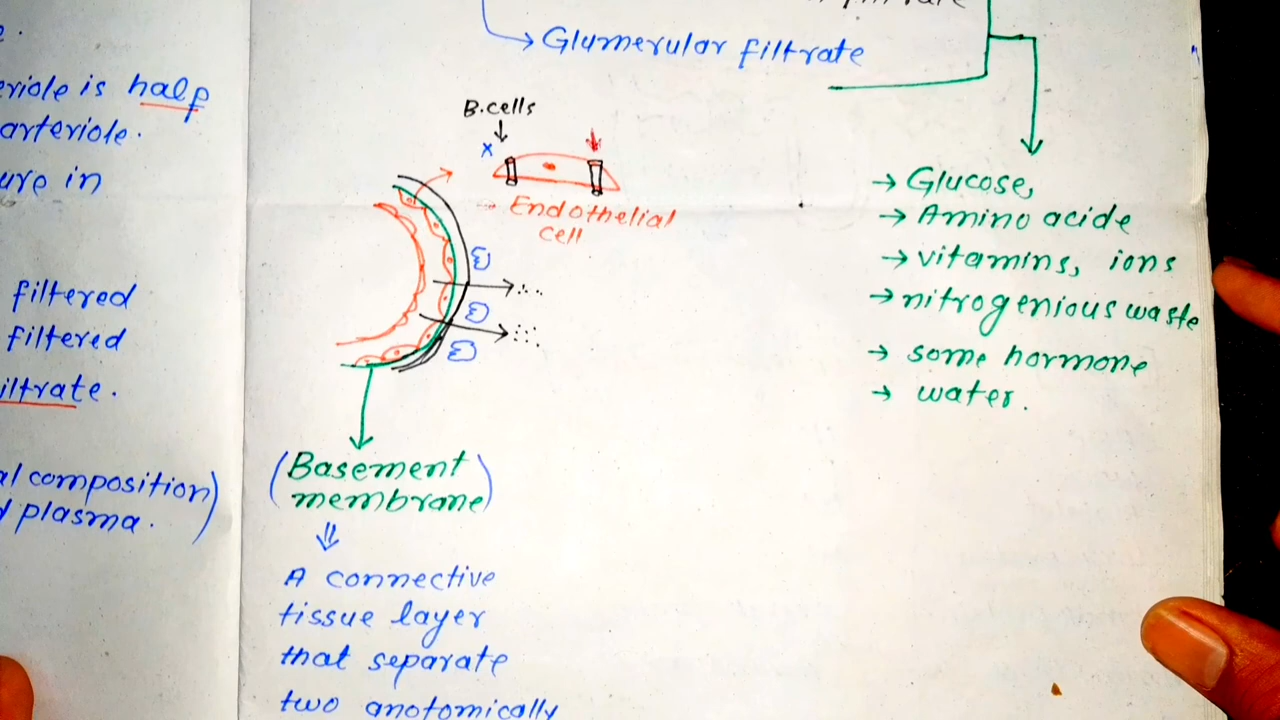 e.
eriole is half
arteriole.
ure in
filtered
filtered
iltrate.
al composition)
plasma.
→ Glumerular filtrate
B.cells
x
→ Endothelial
cell
(Basement
membrane)
⇓
A connective
tissue layer
that separate
two anotomically
→ Glucose,
→ Amino acide
→ vitamins, ions
→ nitrogenious waste
→ some hormone
→ water.